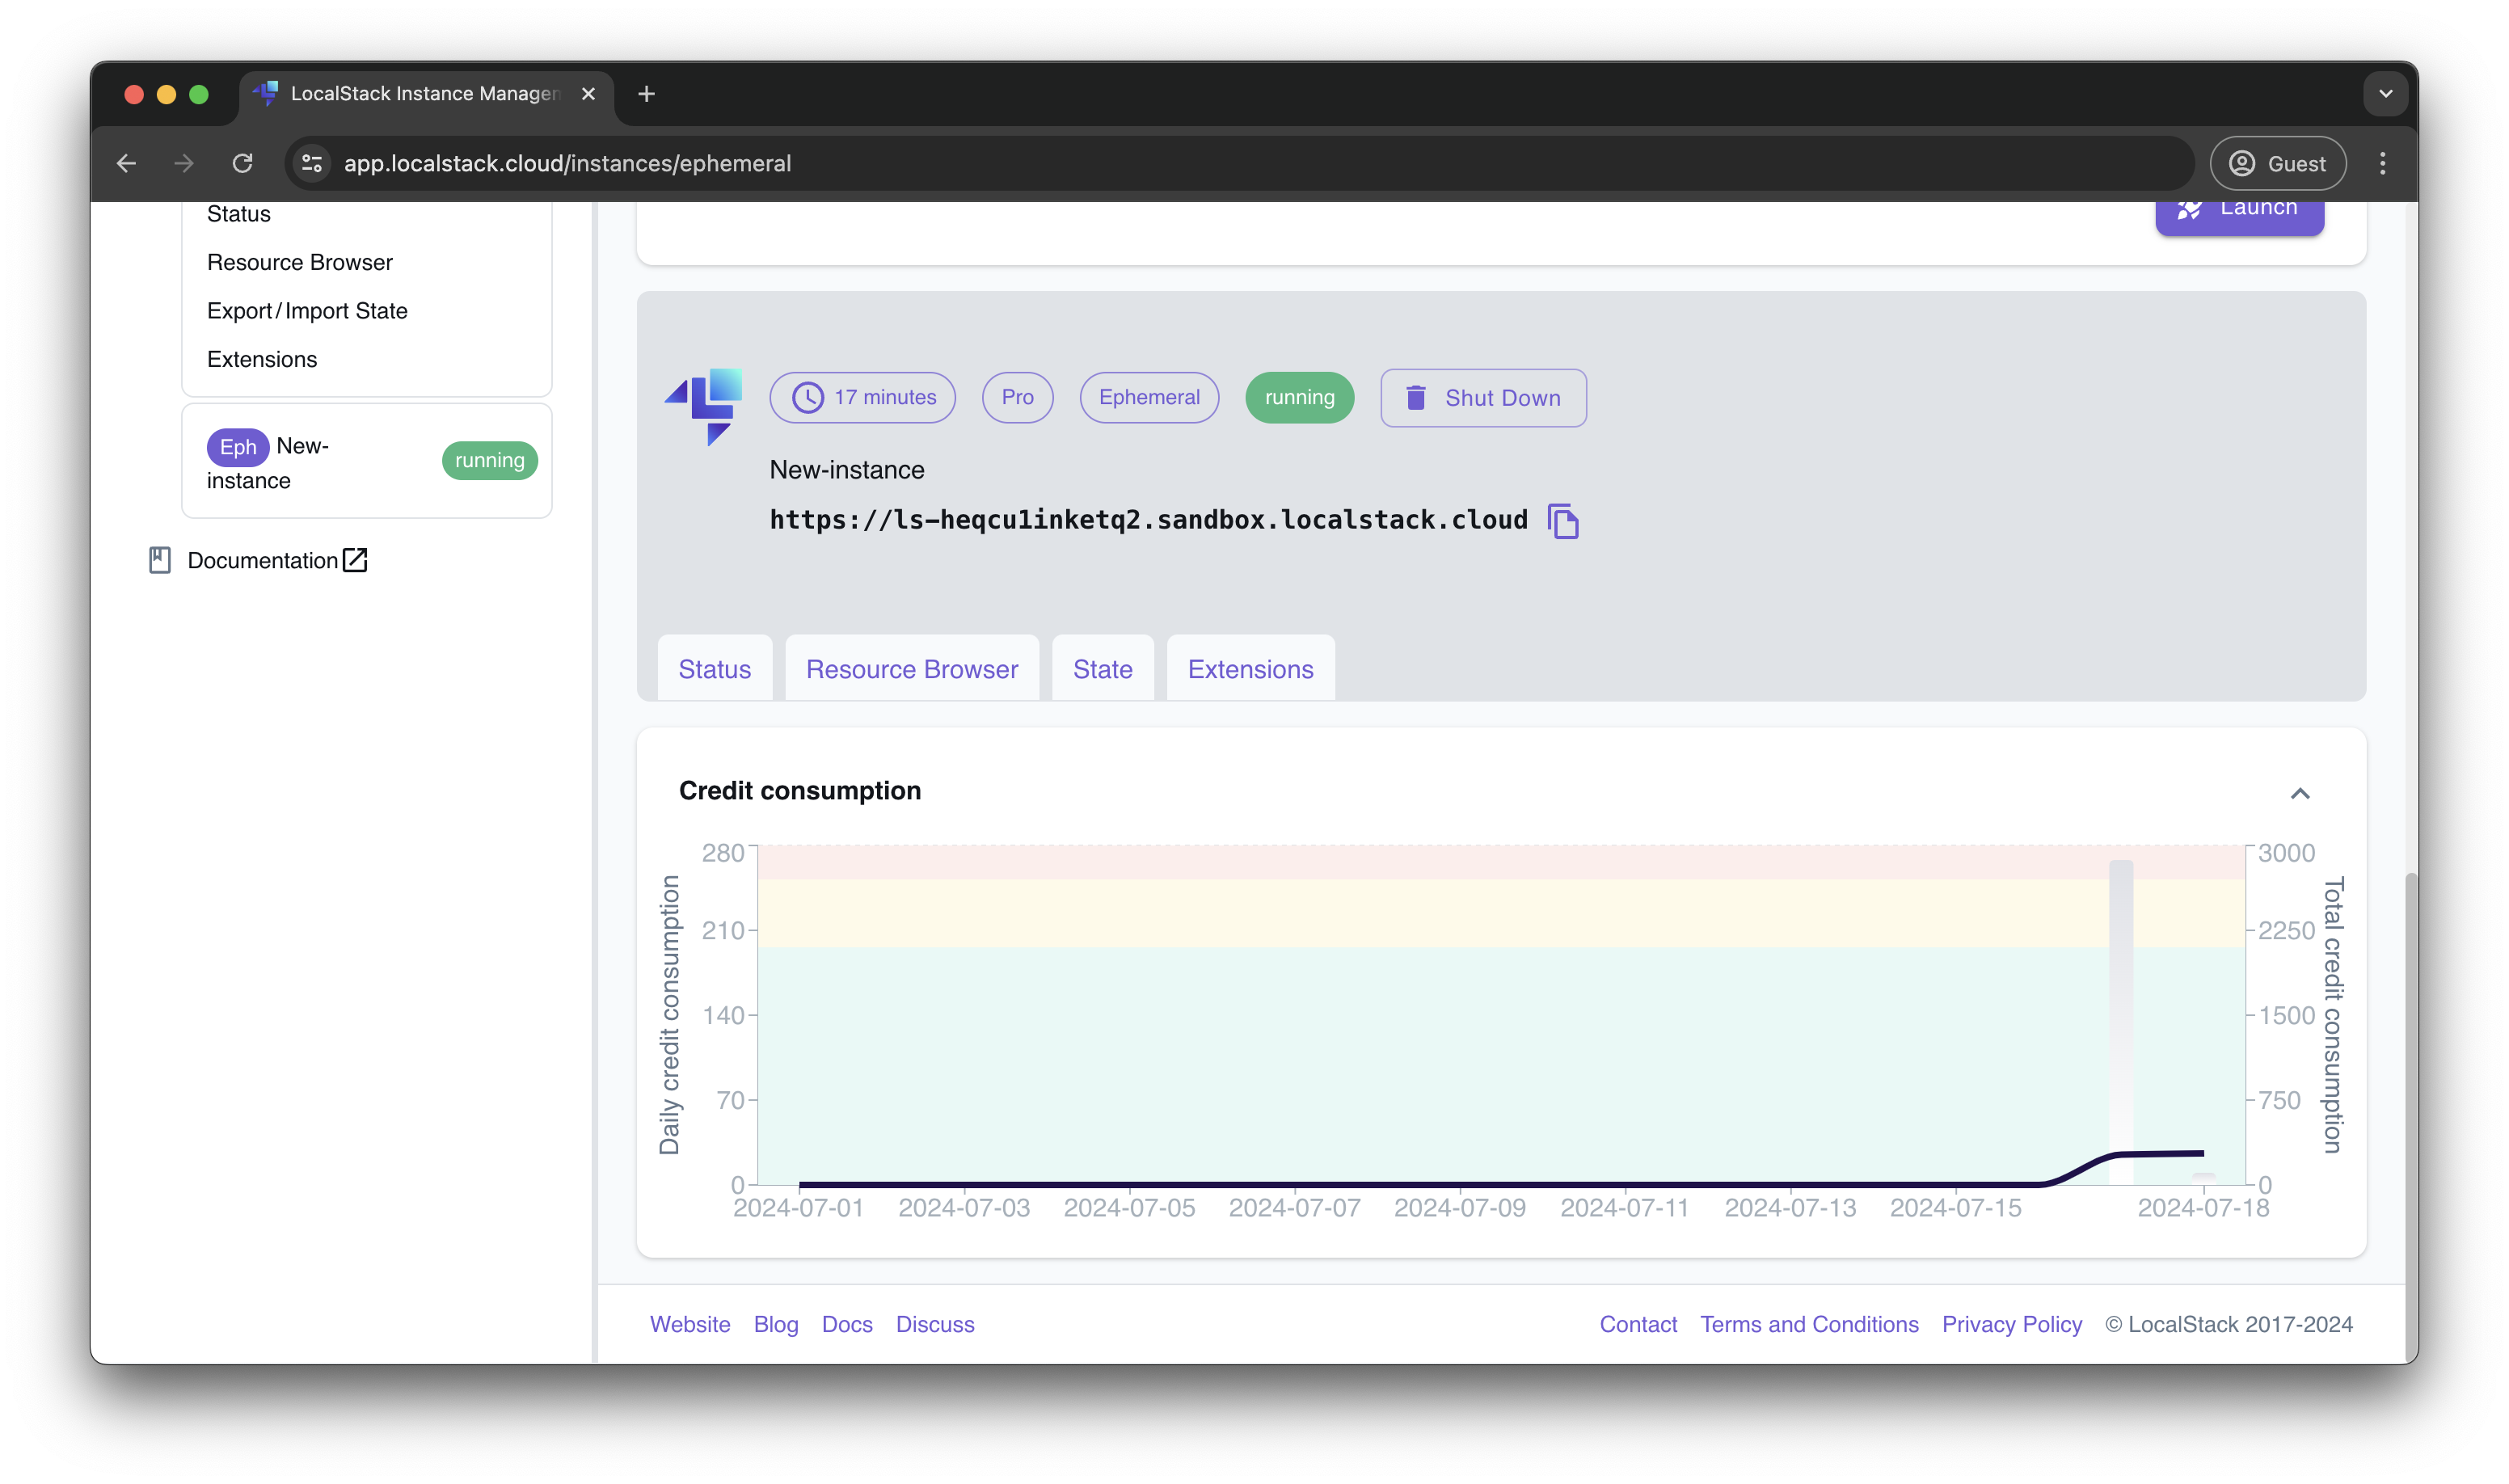 LocalStack Instance Managem
app.localstack.cloud/instances/ephemeral
Guest
Status
Resource Browser
Export/Import State
Extensions
Eph New-
instance
running
Documentation
Launch
17 minutes
Pro
Ephemeral
running
Shut Down
New-instance
https://ls-heqcu1inketq2.sandbox.localstack.cloud
Status
Resource Browser
State
Extensions
Credit consumption
Daily credit consumption
280
210
140
70
0
3000
2250
1500
750
0
Total credit consumption
2024-07-01
2024-07-03
2024-07-05
2024-07-07
2024-07-09
2024-07-11
2024-07-13
2024-07-15
2024-07-18
Website
Blog
Docs
Discuss
Contact
Terms and Conditions
Privacy Policy
© LocalStack 2017-2024